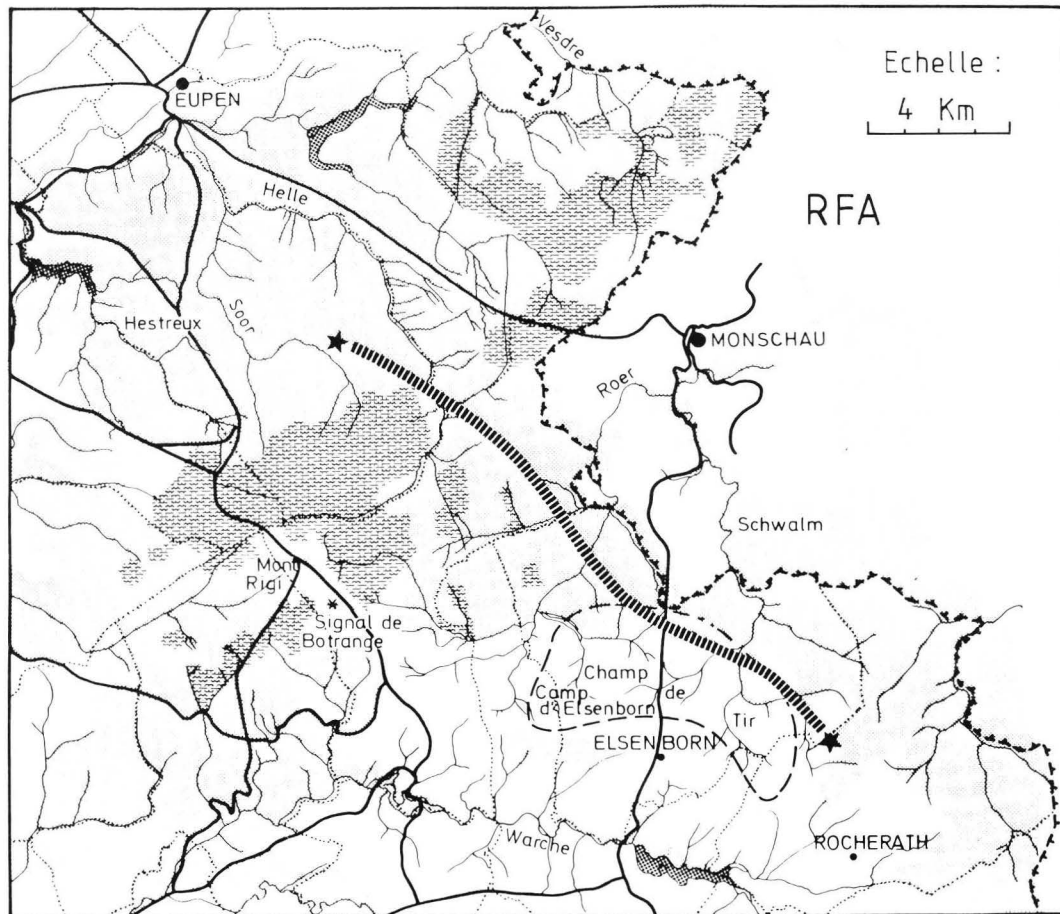 Vesdre
Echelle :
4 Km
EUPEN
Helle
RFA
Soor
Hestreux
MONSCHAU
Roer
Schwalm
Mont
Rigi
Signal de
Botrange
Champ
de
Camp
d'Elsenborn
Tir
ELSENBORN
Warche
ROCHERATH